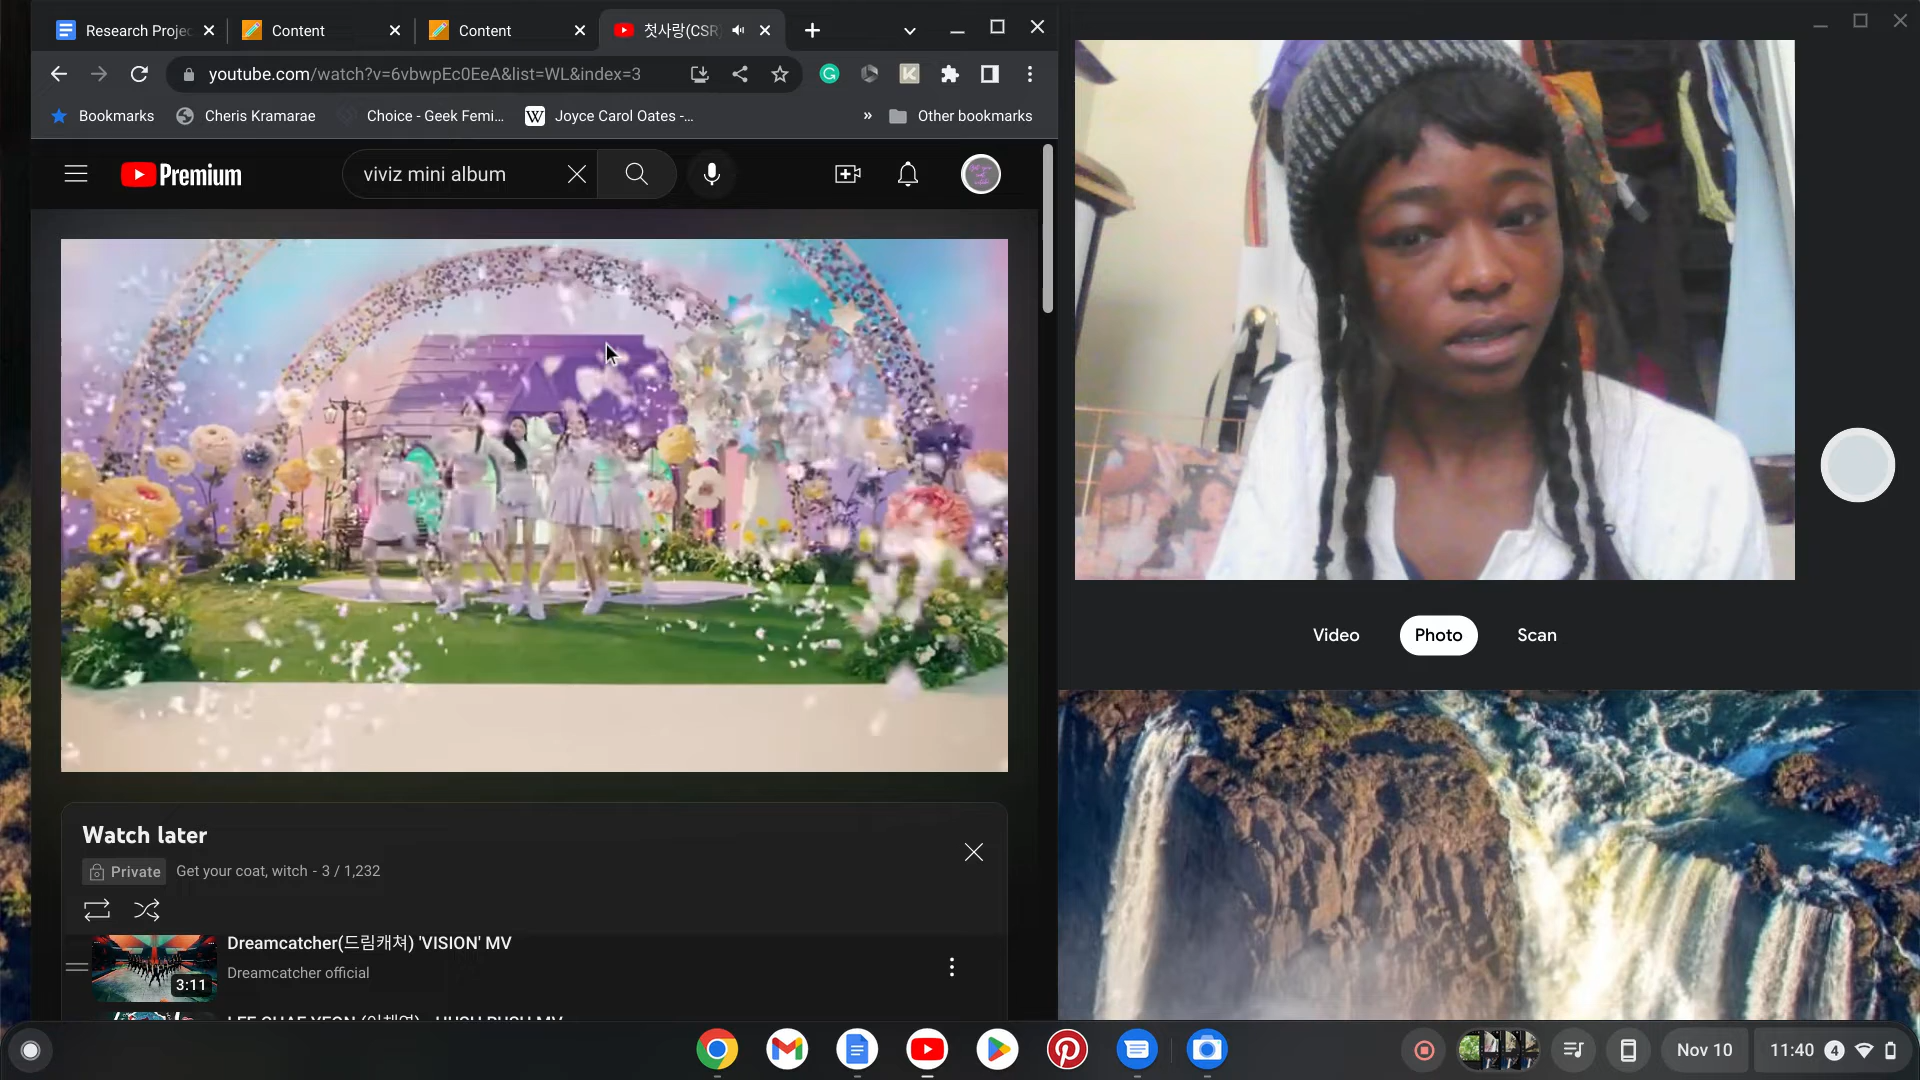 Research Projec
Content
Content
첫사랑(CSR)
youtube.com/watch?v=6vbwpEc0EeA&list=WL&index=3
Bookmarks
Cheris Kramarae
Choice - Geek Femi...
Joyce Carol Oates -...
»
Other bookmarks
Premium
viviz mini album
Watch later
Private
Get your coat, witch - 3 / 1,232
Dreamcatcher(드림캐쳐) 'VISION' MV
Dreamcatcher official
3:11
Video
Photo
Scan
Nov 10
11:40
4